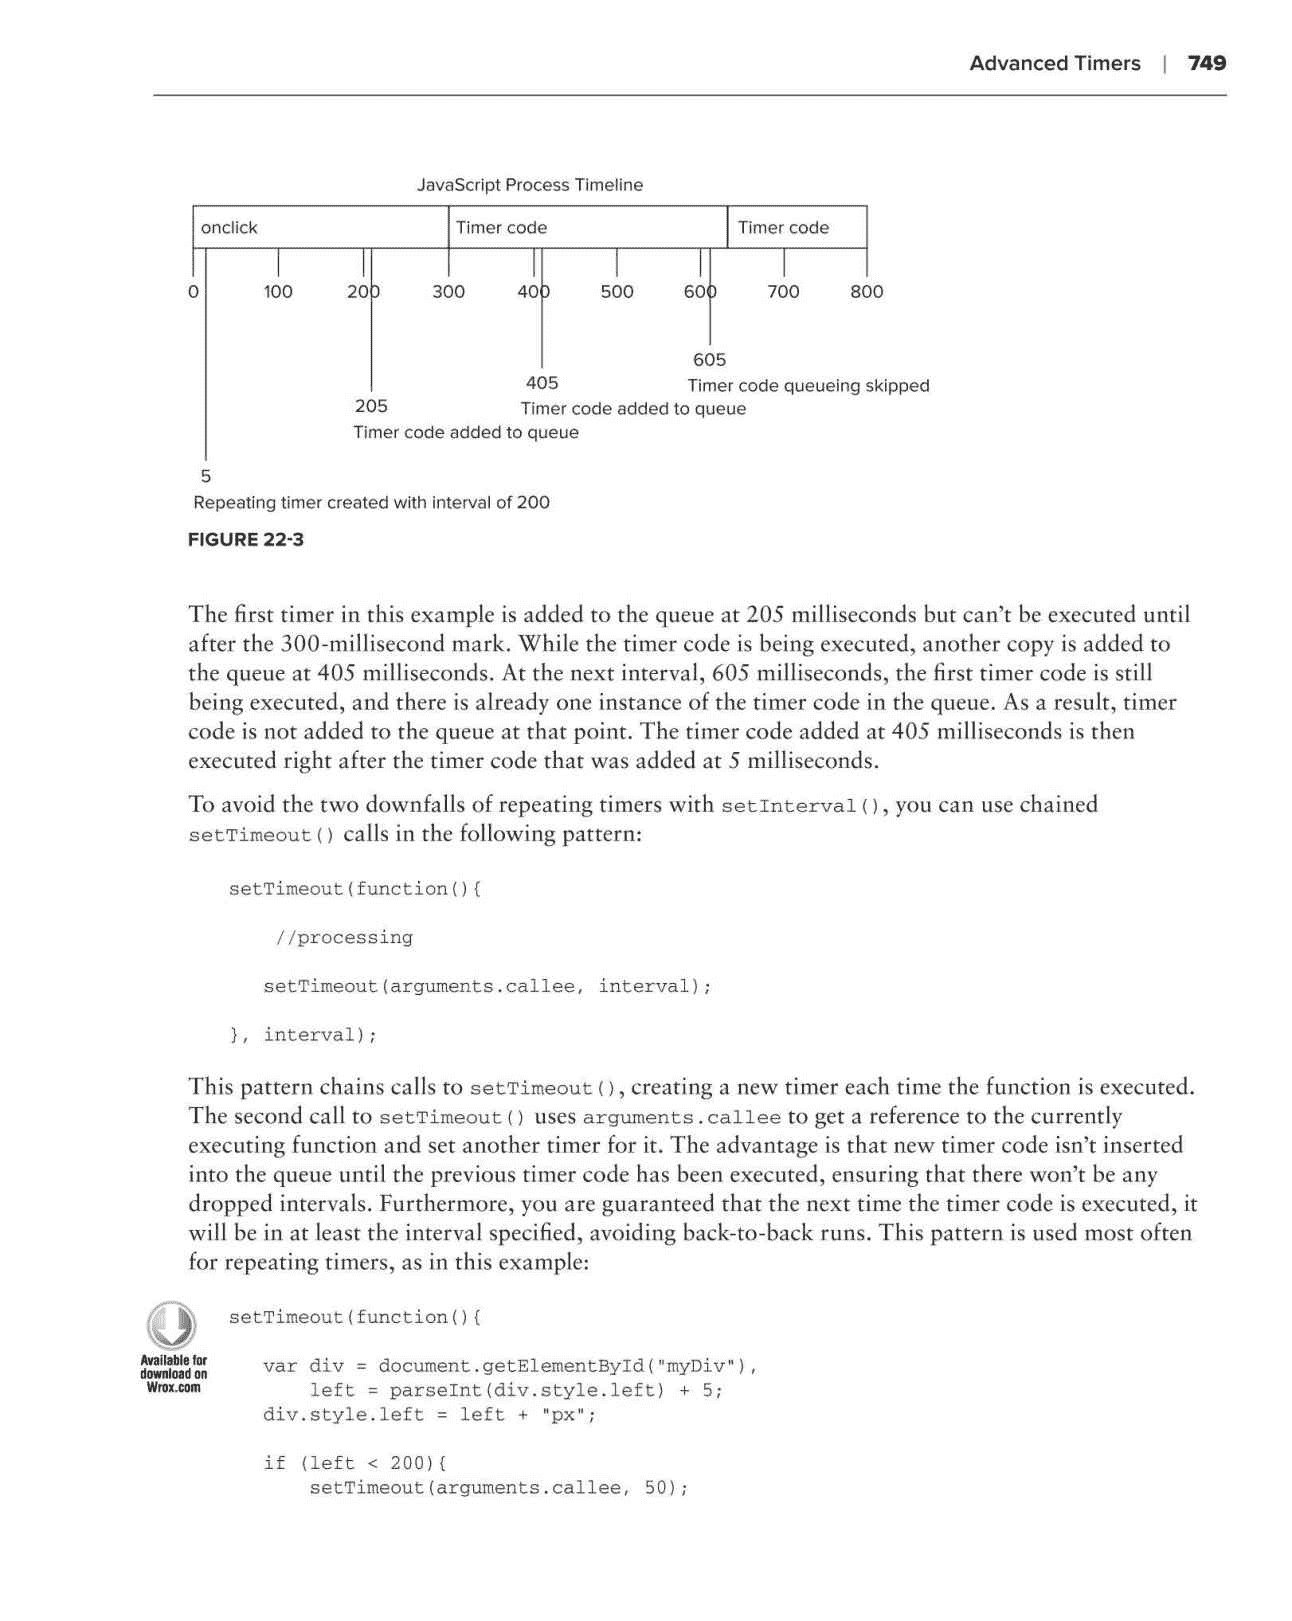 Advanced Timers | 749
JavaScript Process Timeline
onclick Timer code Timer code
0 100 200 300 400 500 600 700 800
605
405 Timer code queueing skipped
205 Timer code added to queue
Timer code added to queue
5
Repeating timer created with interval of 200
FIGURE 22-3
The first timer in this example is added to the queue at 205 milliseconds but can’t be executed until
after the 300-millisecond mark. While the timer code is being executed, another copy is added to
the queue at 405 milliseconds. At the next interval, 605 milliseconds, the first timer code is still
being executed, and there is already one instance of the timer code in the queue. As a result, timer
code is not added to the queue at that point. The timer code added at 405 milliseconds is then
executed right after the timer code that was added at 5 milliseconds.
To avoid the two downfalls of repeating timers with setInterval(), you can use chained
setTimeout() calls in the following pattern:
setTimeout(function(){
//processing
setTimeout(arguments.callee, interval);
}, interval);
This pattern chains calls to setTimeout(), creating a new timer each time the function is executed.
The second call to setTimeout() uses arguments.callee to get a reference to the currently
executing function and set another timer for it. The advantage is that new timer code isn’t inserted
into the queue until the previous timer code has been executed, ensuring that there won’t be any
dropped intervals. Furthermore, you are guaranteed that the next time the timer code is executed, it
will be in at least the interval specified, avoiding back-to-back runs. This pattern is used most often
for repeating timers, as in this example:
setTimeout(function(){
Available for
download on
Wrox.com
var div = document.getElementById("myDiv"),
left = parseInt(div.style.left) + 5;
div.style.left = left + "px";
if (left < 200){
setTimeout(arguments.callee, 50);